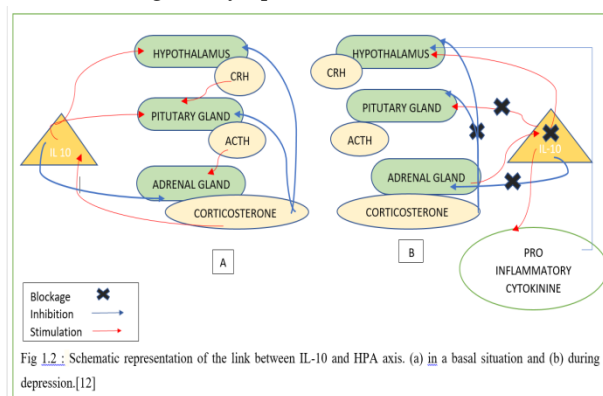 HYPOTHALAMUS
CRH
PITUTARY GLAND
ACTH
IL 10
ADRENAL GLAND
CORTICOSTERONE
A
B
HYPOTHALAMUS
CRH
PITUTARY GLAND
ACTH
IL-10
ADRENAL GLAND
CORTICOSTERONE
PRO
INFLAMMATORY
CYTOKININE
Blockage
Inhibition
Stimulation
Fig 1.2 : Schematic representation of the link between IL-10 and HPA axis. (a) in a basal situation and (b) during
depression.[12]